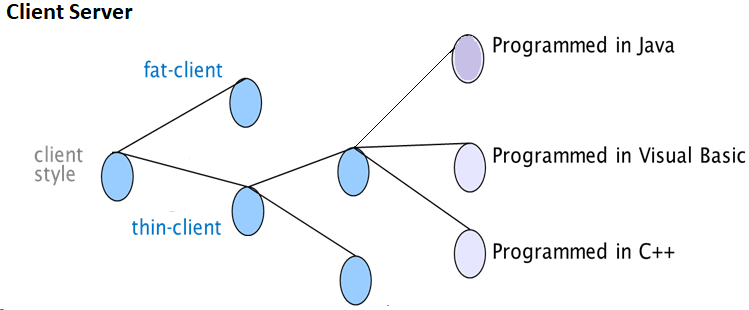 Client Server
Programmed in Java
fat-client
client
style
Programmed in Visual Basic
thin-client
Programmed in C++